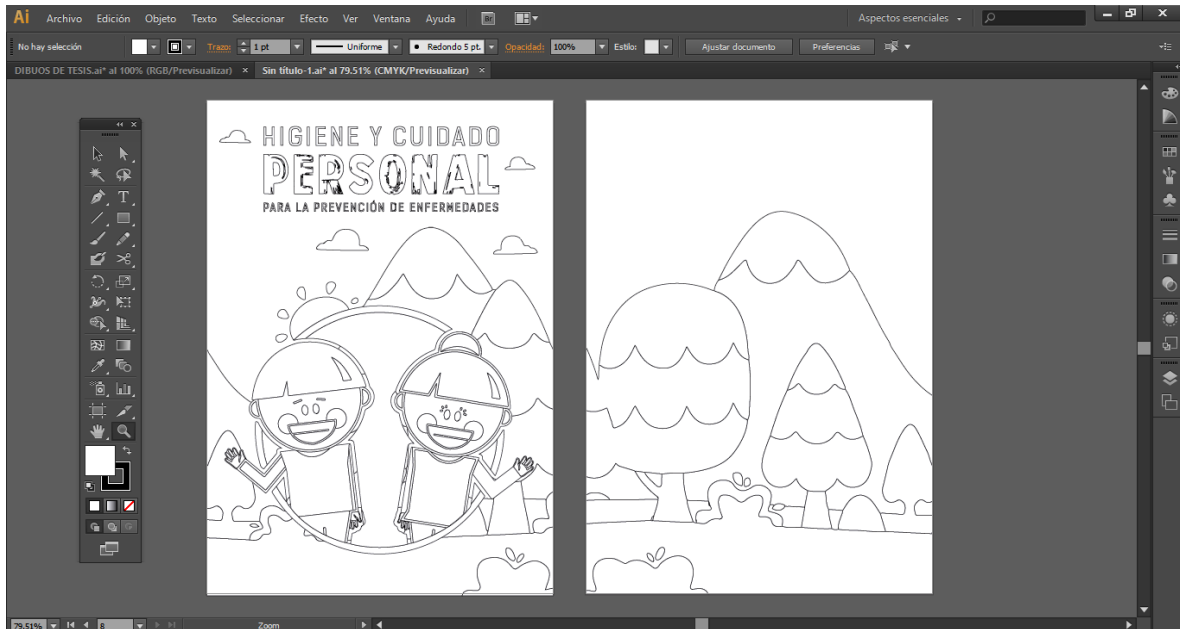 Ai Archivo Edición Objeto Texto Seleccionar Efecto Ver Ventana Ayuda Br Aspectos esenciales
No hay selección Trazo: 1 pt Uniforme Redondo 5 pt. Opacidad: 100% Estilo: Ajustar documento Preferencias
DIBUOS DE TESIS.ai* al 100% (RGB/Previsualizar) × Sin título-1.ai* al 79.51% (CMYK/Previsualizar) ×
HIGIENE Y CUIDADO
PERSONAL
PARA LA PREVENCIÓN DE ENFERMEDADES
79.51% 8 Zoom